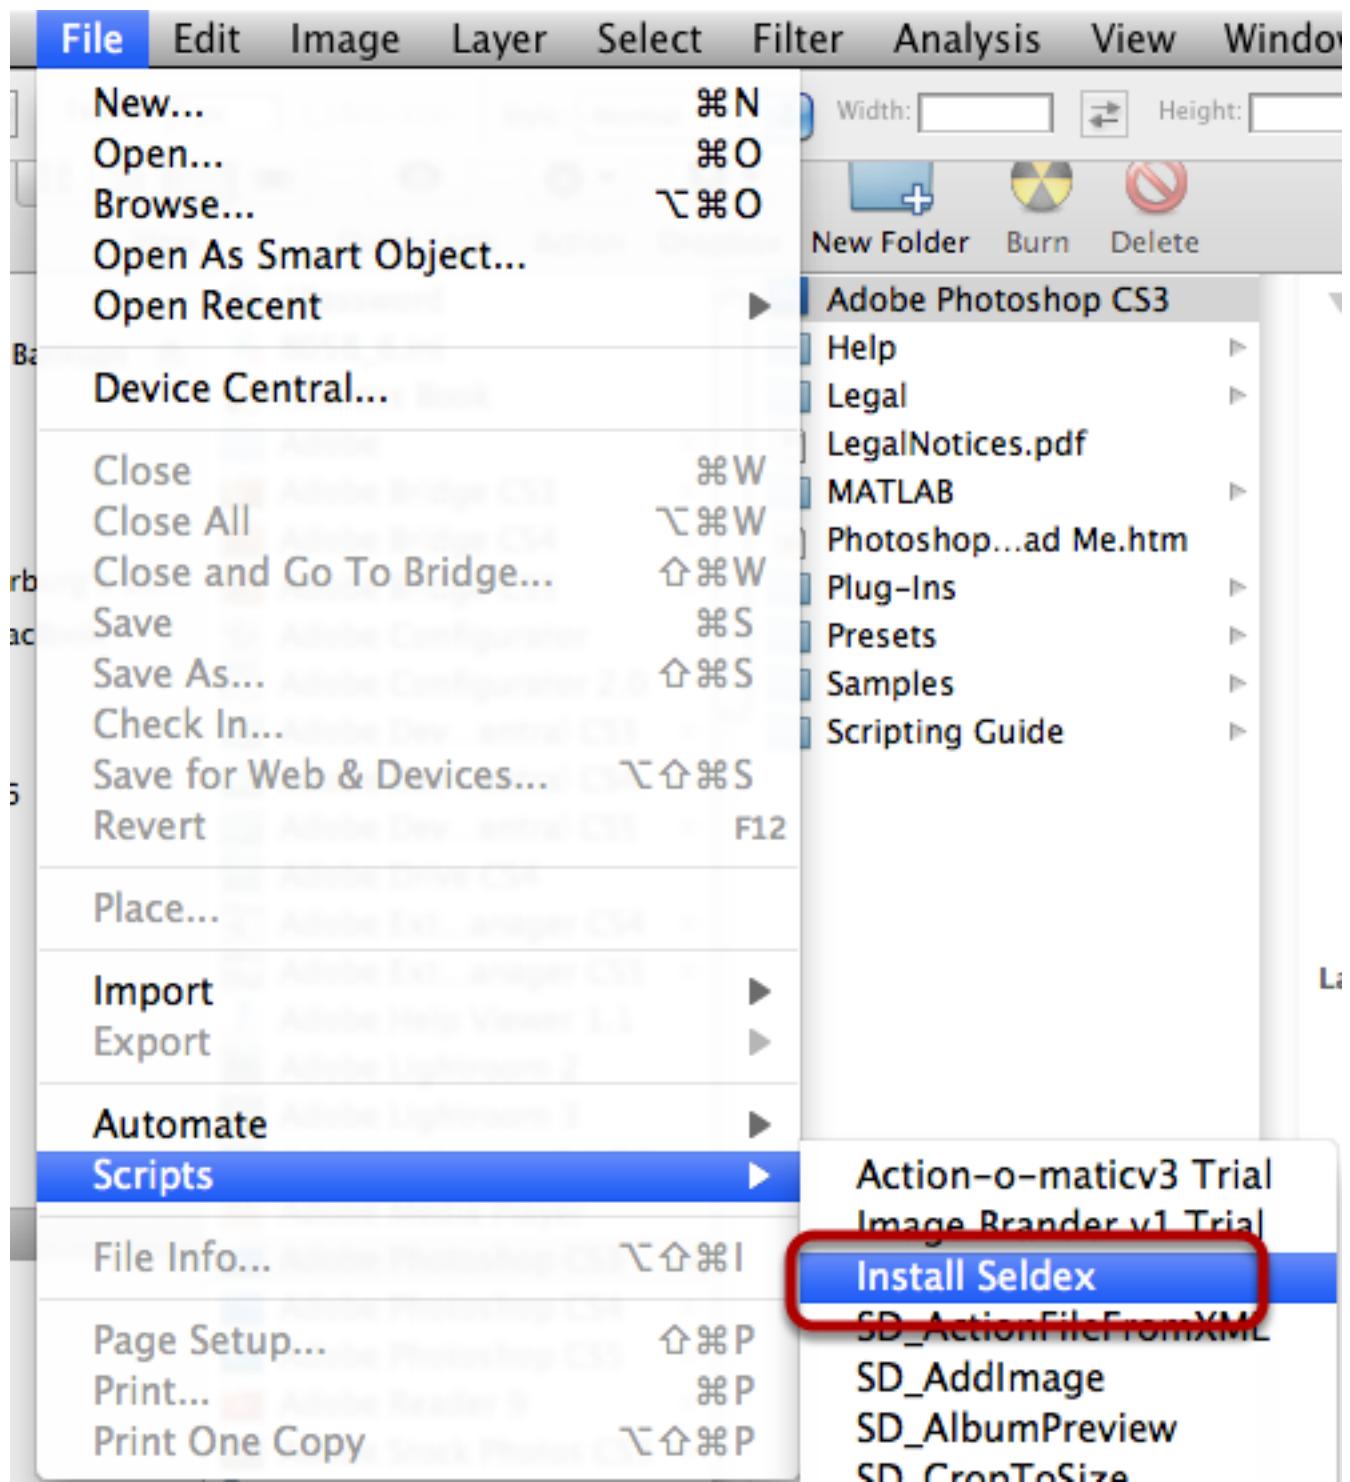 File Edit Image Layer Select Filter Analysis View Window
New... ⌘N
Open... ⌘O
Browse... ⌥⌘O
Open As Smart Object...
Open Recent ▶
Device Central...
Close ⌘W
Close All ⌥⌘W
Close and Go To Bridge... ⇧⌘W
Save ⌘S
Save As... ⇧⌘S
Check In...
Save for Web & Devices... ⌥⇧⌘S
Revert F12
Place...
Import ▶
Export ▶
Automate ▶
Scripts ▶
File Info... ⌥⇧⌘I
Page Setup... ⇧⌘P
Print... ⌘P
Print One Copy ⌥⇧⌘P
Width: Height:
New Folder Burn Delete
Adobe Photoshop CS3
Help
Legal
LegalNotices.pdf
MATLAB
Photoshop...ad Me.htm
Plug-Ins
Presets
Samples
Scripting Guide
Action-o-maticv3 Trial
Image Brander v1 Trial
Install Seldex
SD_ActionFileFromXML
SD_AddImage
SD_AlbumPreview
SD_CropToSize